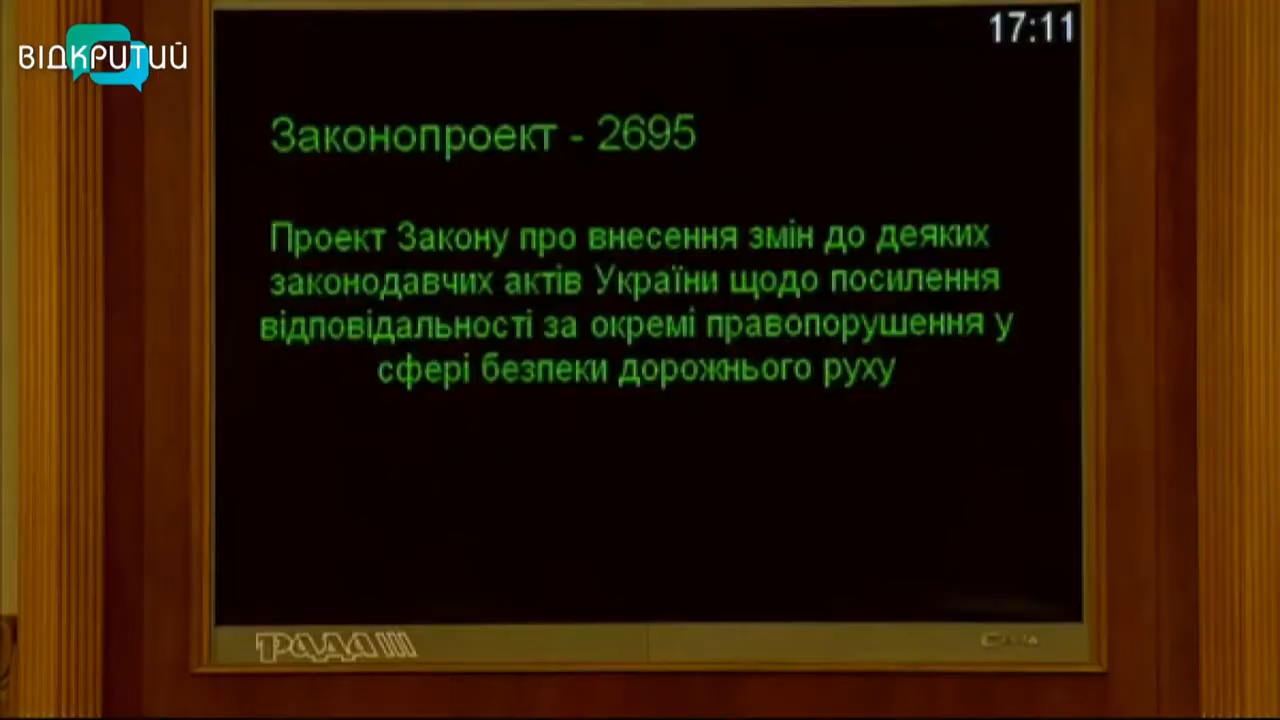 ВІДКРИТИЙ
17:11
Законопроект - 2695
Проект Закону про внесення змін до деяких
законодавчих актів України щодо посилення
відповідальності за окремі правопорушення у
сфері безпеки дорожнього руху
РАДА III